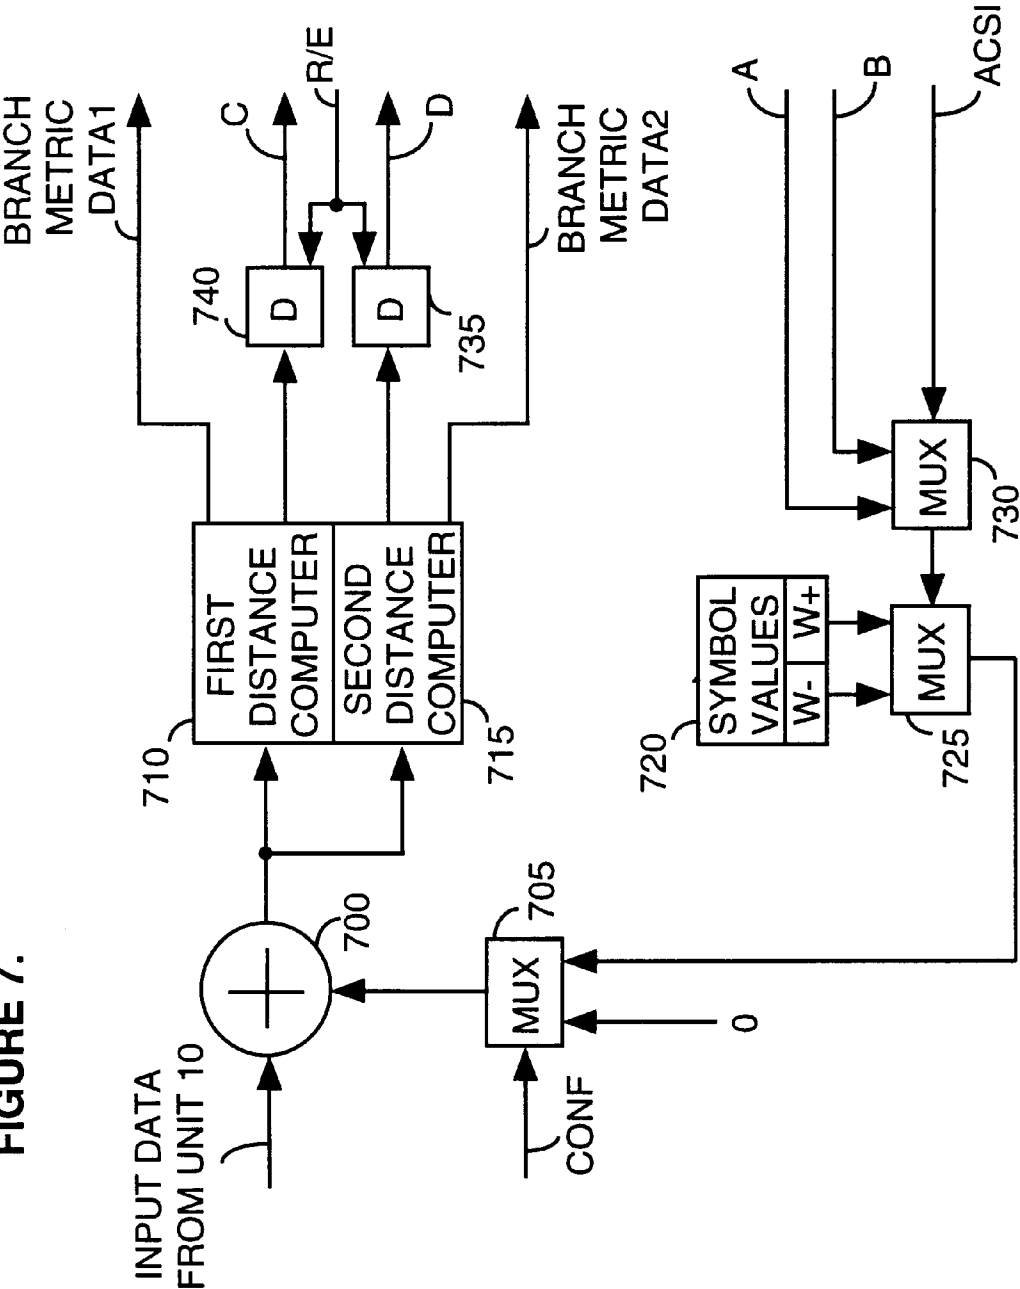 FIGURE 7.
INPUT DATA
FROM UNIT 10
700
CONF
MUX
705
0
710
FIRST
DISTANCE
COMPUTER
SECOND
DISTANCE
COMPUTER
715
BRANCH
METRIC
DATA1
740
D
C
R/E
D
735
D
BRANCH
METRIC
DATA2
720
SYMBOL
VALUES
W- W+
MUX
725
MUX
730
A
B
ACSI